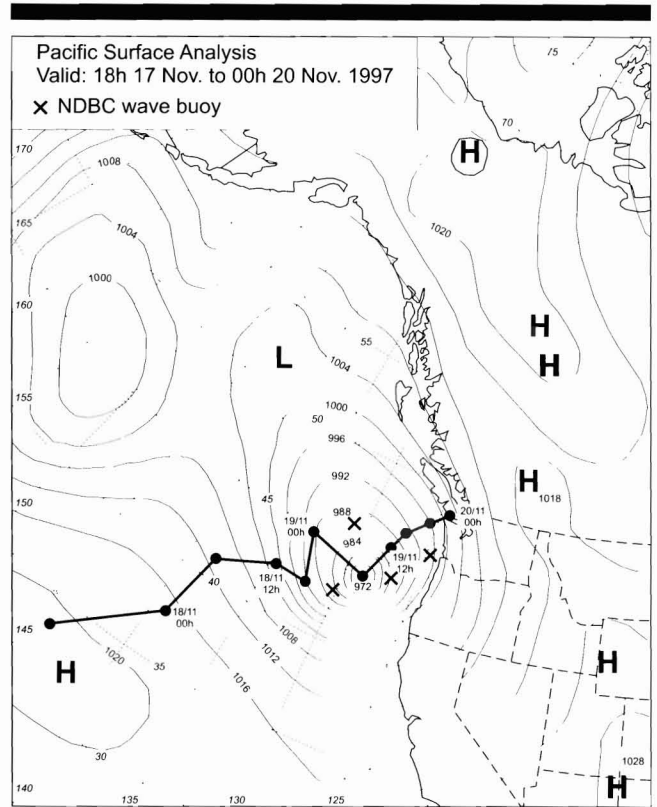 Pacific Surface Analysis
Valid: 18h 17 Nov. to 00h 20 Nov. 1997
× NDBC wave buoy
75
70
170
1008
H
165
1020
1004
1000
160
H
L
55
1004
H
155
1000
50
996
992
H
1018
45
150
988
19/11
00h
20/11
00h
984
19/11
12h
18/11
12h
40
972
18/11
00h
145
1008
1012
1020
35
1016
H
H
30
1028
140
135
130
125
H